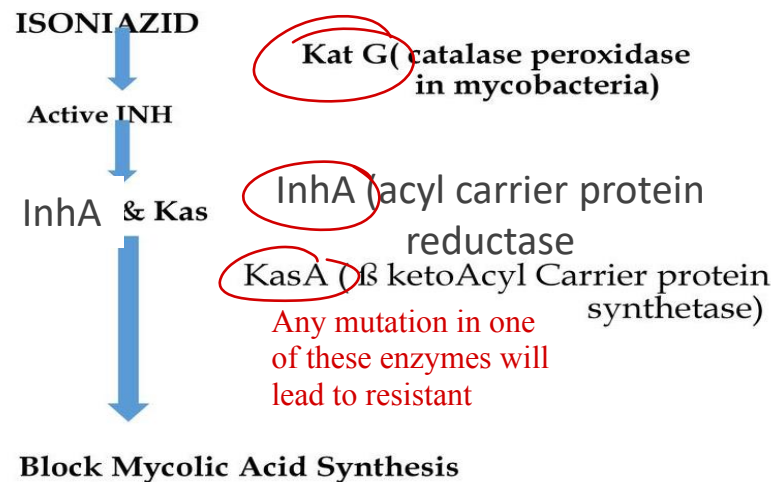 ISONIAZID
Kat G( catalase peroxidase
in mycobacteria)
Active INH
InhA & Kas
InhA (acyl carrier protein
reductase
KasA ( ß ketoAcyl Carrier protein
synthetase)
Any mutation in one
of these enzymes will
lead to resistant
Block Mycolic Acid Synthesis